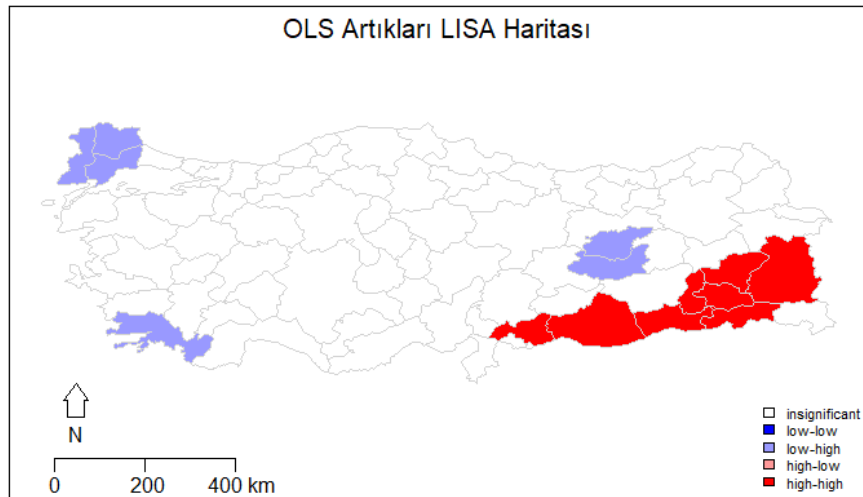 OLS Artıkları LISA Haritası
N
0 200 400 km
insignificant
low-low
low-high
high-low
high-high